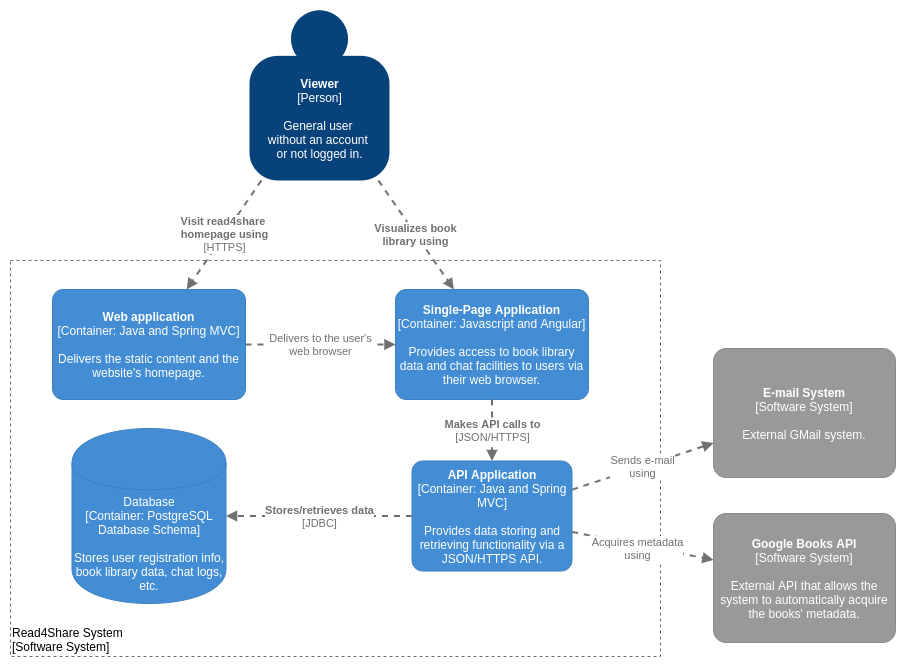 Viewer
[Person]
General user
without an account
or not logged in.
Visit read4share
homepage using
[HTTPS]
Visualizes book
library using
Web application
[Container: Java and Spring MVC]
Delivers the static content and the
website's homepage.
Delivers to the user's
web browser
Single-Page Application
[Container: Javascript and Angular]
Provides access to book library
data and chat facilities to users via
their web browser.
Makes API calls to
[JSON/HTTPS]
E-mail System
[Software System]
External GMail system.
Sends e-mail
using
API Application
[Container: Java and Spring
MVC]
Provides data storing and
retrieving functionality via a
JSON/HTTPS API.
Stores/retrieves data
[JDBC]
Database
[Container: PostgreSQL
Database Schema]
Stores user registration info,
book library data, chat logs,
etc.
Acquires metadata
using
Google Books API
[Software System]
External API that allows the
system to automatically acquire
the books' metadata.
Read4Share System
[Software System]